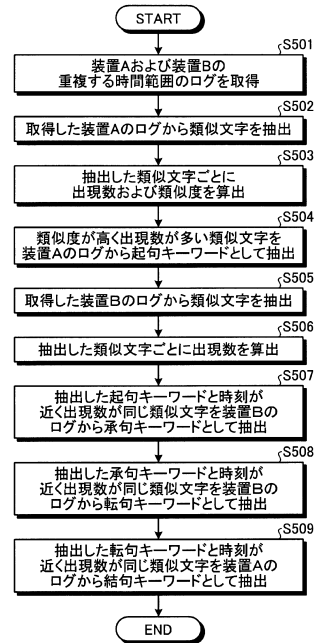 START
S501
装置Aおよび装置Bの
重複する時間範囲のログを取得
S502
取得した装置Aのログから類似文字を抽出
S503
抽出した類似文字ごとに
出現数および類似度を算出
S504
類似度が高く出現数が多い類似文字を
装置Aのログから起句キーワードとして抽出
S505
取得した装置Bのログから類似文字を抽出
S506
抽出した類似文字ごとに出現数を算出
S507
抽出した起句キーワードと時刻が
近く出現数が同じ類似文字を装置Bの
ログから承句キーワードとして抽出
S508
抽出した承句キーワードと時刻が
近く出現数が同じ類似文字を装置Bの
ログから転句キーワードとして抽出
S509
抽出した転句キーワードと時刻が
近く出現数が同じ類似文字を装置Aの
ログから結句キーワードとして抽出
END